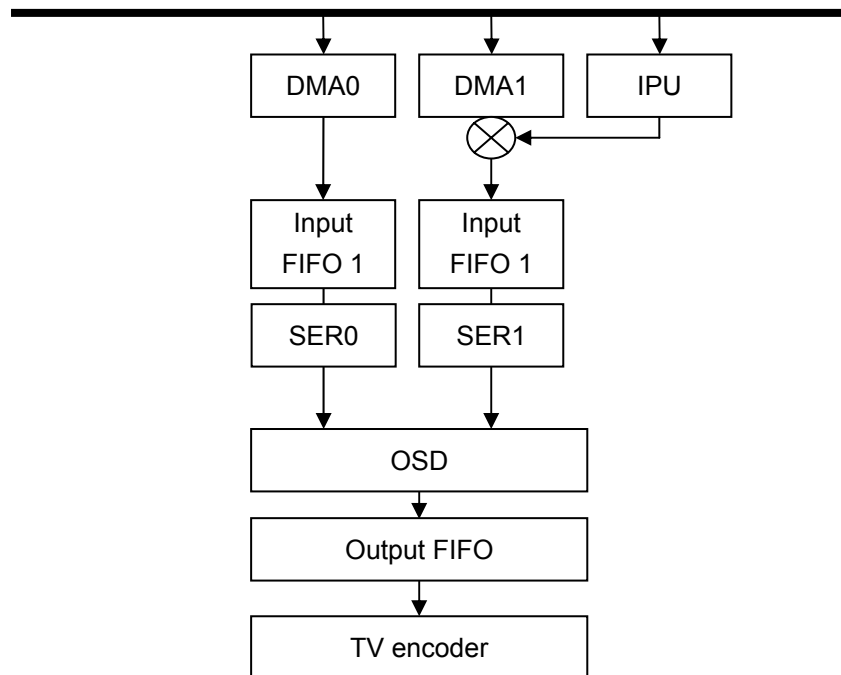 DMA0
DMA1
IPU
Input
FIFO 1
Input
FIFO 1
SER0
SER1
OSD
Output FIFO
TV encoder